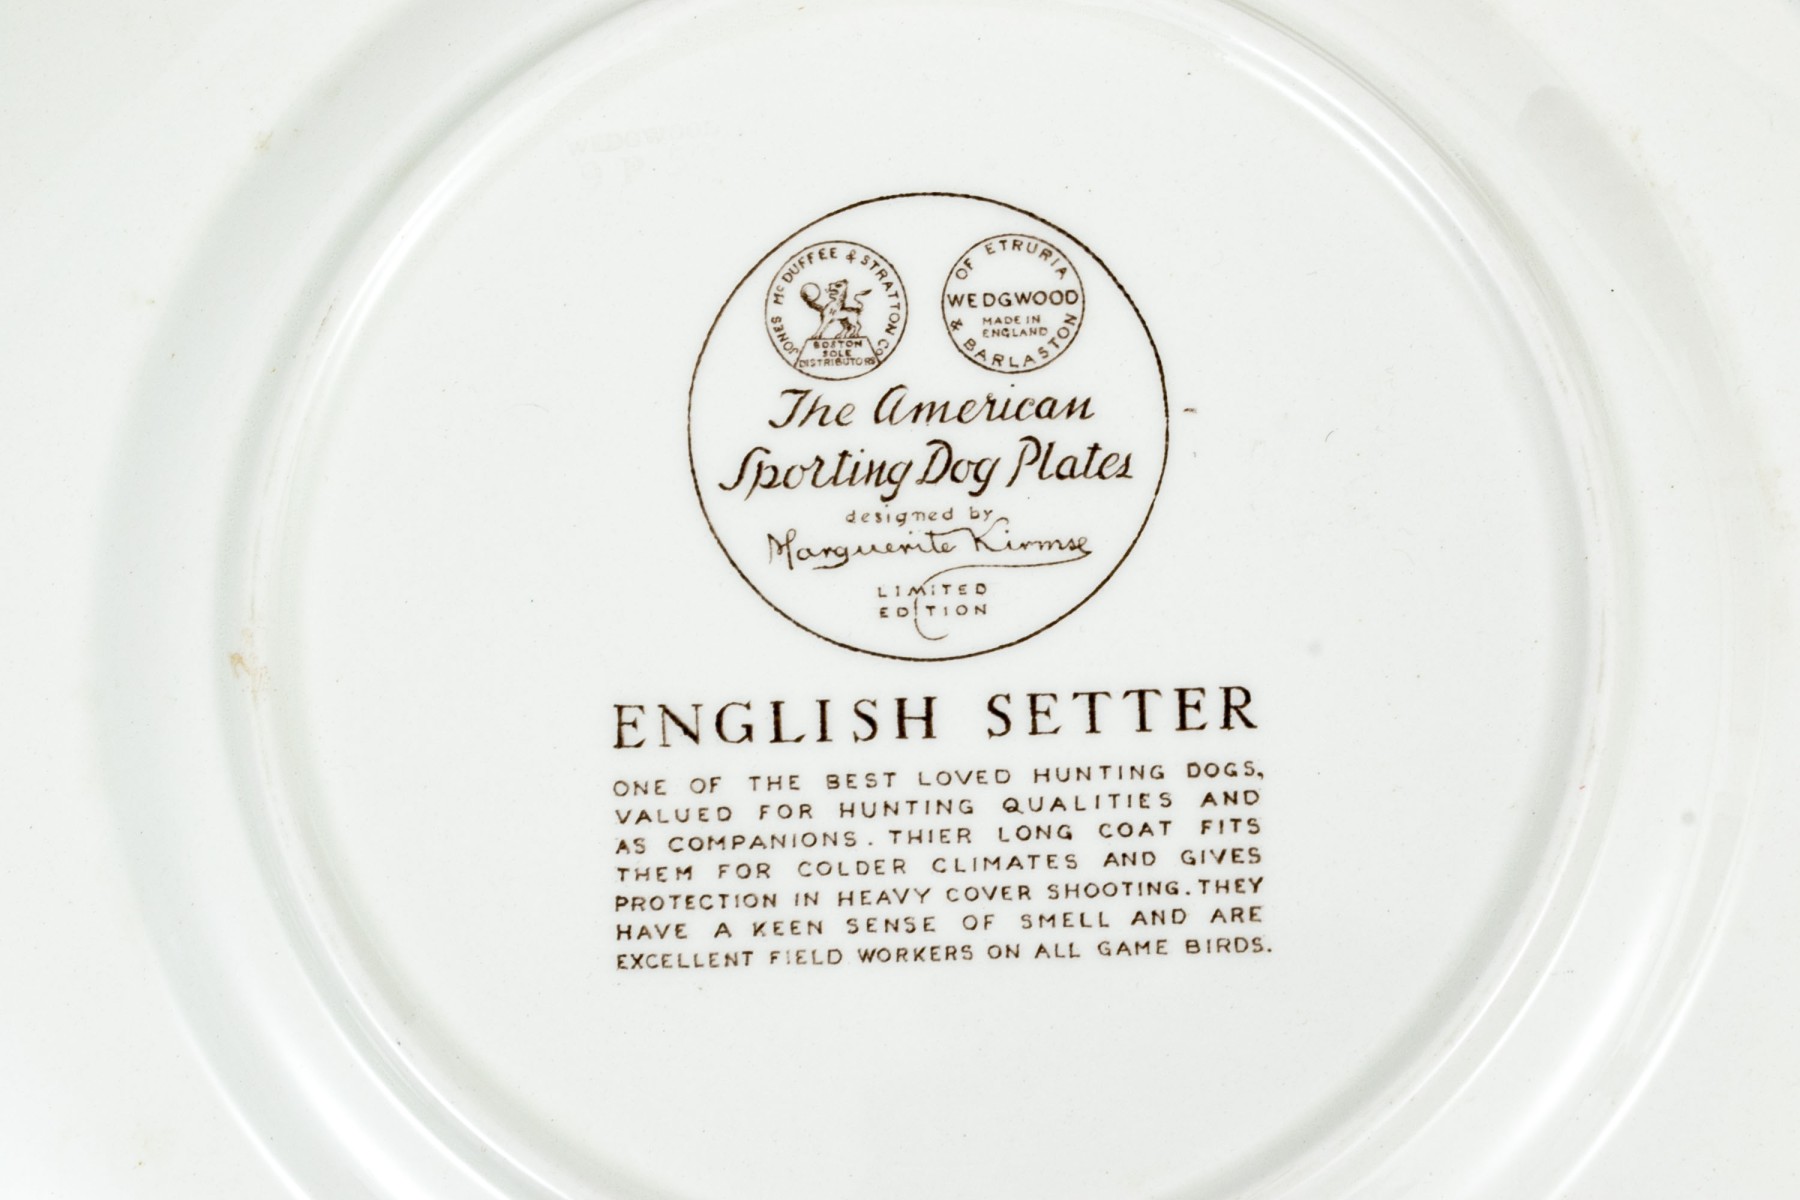 WEDGWOOD
JONES McDUFFEE & STRATTON Co
BOSTON
SOLE
DISTRIBUTORS
OF ETRURIA
WEDGWOOD
MADE IN
ENGLAND
& BARLASTON
The American
Sporting Dog Plates
designed by
Marguerite Kirmse
LIMITED
EDITION
ENGLISH SETTER
ONE OF THE BEST LOVED HUNTING DOGS,
VALUED FOR HUNTING QUALITIES AND
AS COMPANIONS. THIER LONG COAT FITS
THEM FOR COLDER CLIMATES AND GIVES
PROTECTION IN HEAVY COVER SHOOTING. THEY
HAVE A KEEN SENSE OF SMELL AND ARE
EXCELLENT FIELD WORKERS ON ALL GAME BIRDS.